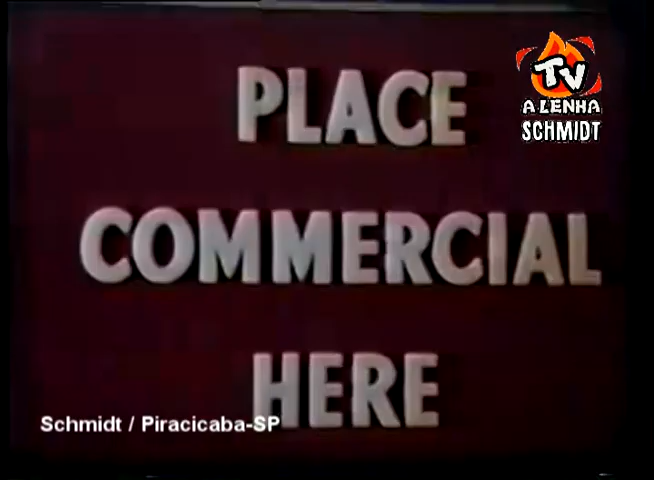 TV
A LENHA
SCHMIDT
PLACE
COMMERCIAL
HERE
Schmidt / Piracicaba-SP